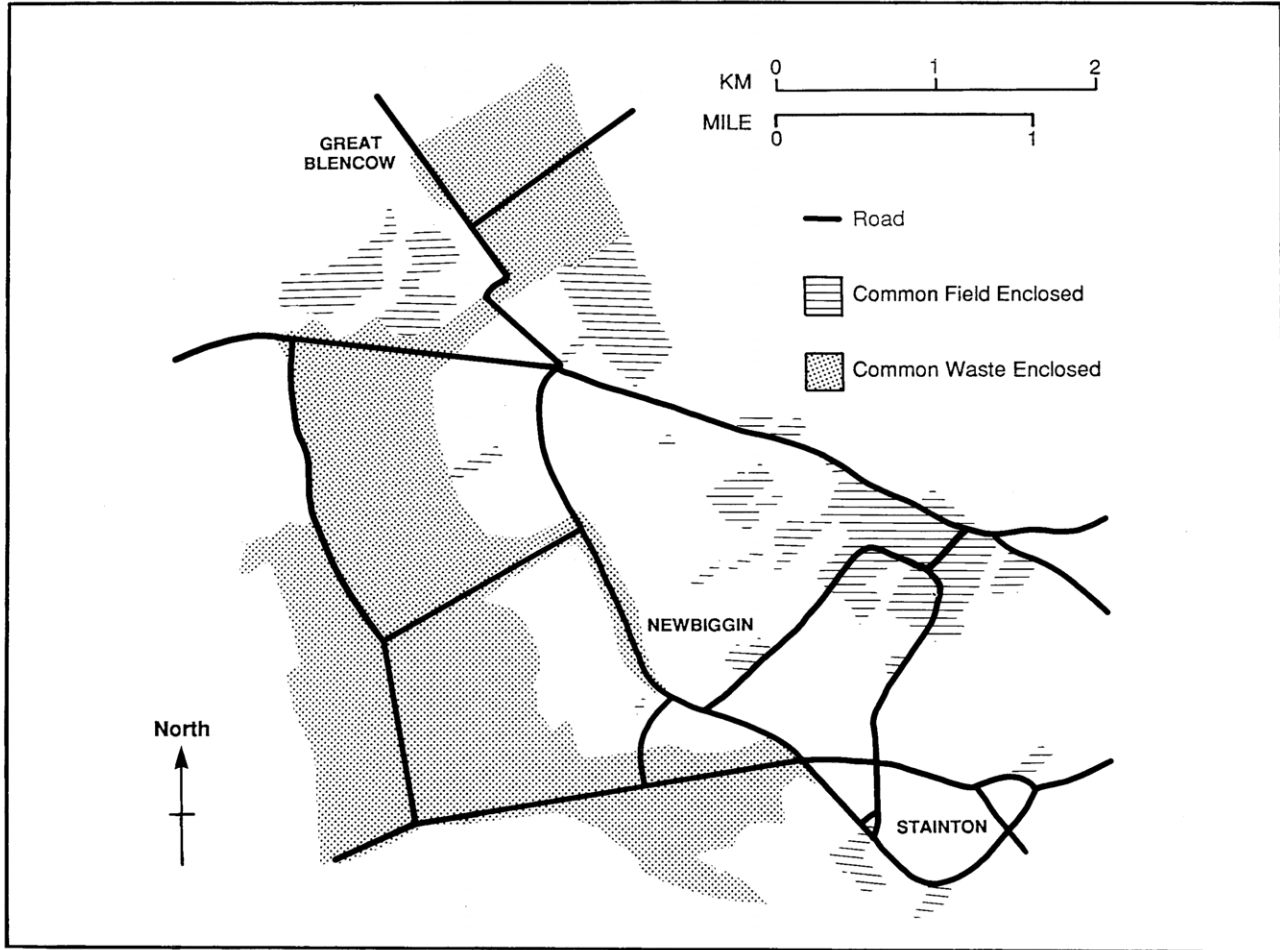 KM
0 1 2
MILE
0 1
GREAT
BLENCOW
Road
Common Field Enclosed
Common Waste Enclosed
NEWBIGGIN
North
STAINTON